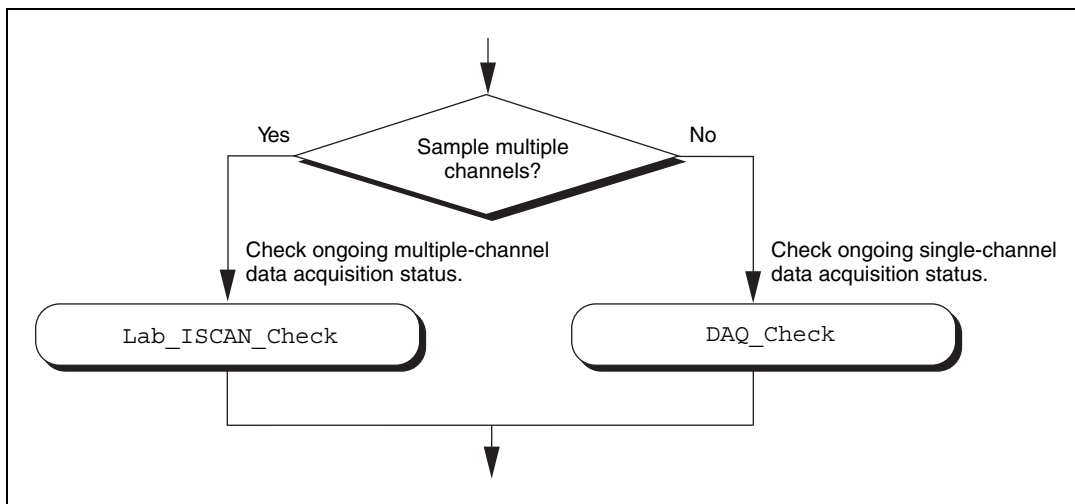 Yes
No
Sample multiple
channels?
Check ongoing multiple-channel
data acquisition status.
Check ongoing single-channel
data acquisition status.
Lab_ISCAN_Check
DAQ_Check